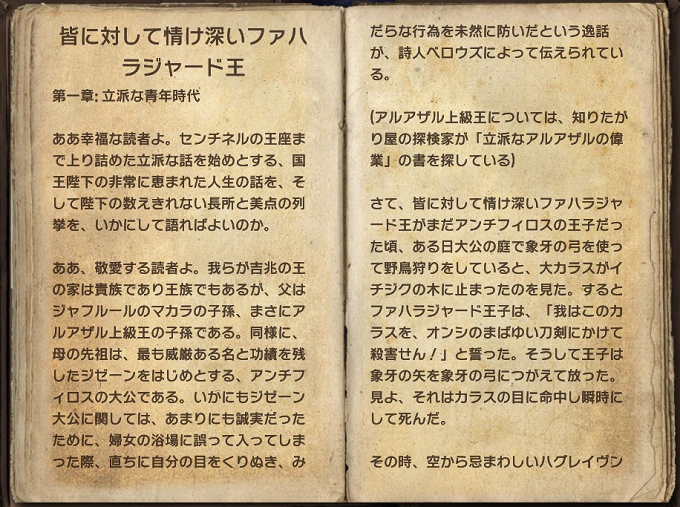 皆に対して情け深いファハ
ラジャード王
第一章: 立派な青年時代
ああ幸福な読者よ。センチネルの王座ま
で上り詰めた立派な話を始めとする、国
王陛下の非常に恵まれた人生の話を、そ
して陛下の数えきれない長所と美点の列
挙を、いかにして語ればよいのか。
ああ、敬愛する読者よ。我らが吉兆の王
の家は貴族であり王族でもあるが、父は
ジャフルールのマカラの子孫、まさにア
ルアザル上級王の子孫である。同様に、
母の先祖は、最も威厳ある名と功績を残
したジゼーンをはじめとする、アンチフ
ィロスの大公である。いかにもジゼーン
大公に関しては、あまりにも誠実だった
ために、婦女の浴場に誤って入ってしま
った際、直ちに自分の目をくりぬき、み
だらな行為を未然に防いだという逸話
が、詩人ベロウズによって伝えられてい
る。
(アルアザル上級王については、知りたが
り屋の探検家が「立派なアルアザルの偉
業」の書を探している)
さて、皆に対して情け深いファハラジャ
ード王がまだアンチフィロスの王子だっ
た頃、ある日大公の庭で象牙の弓を使っ
て野鳥狩りをしていると、大カラスがイ
チジクの木に止まったのを見た。すると
ファハラジャード王子は、「我はこのカ
ラスを、オンシのまばゆい刀剣にかけて
殺害せん！」と誓った。そうして王子は
象牙の矢を象牙の弓につがえて放った。
見よ、それはカラスの目に命中し瞬時に
して死んだ。
その時、空から忌まわしいハグレイヴン